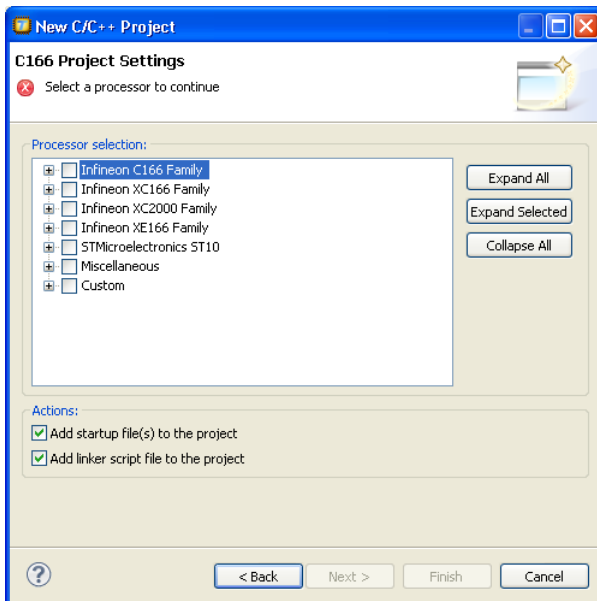 New C/C++ Project
C166 Project Settings
Select a processor to continue
Processor selection:
Infineon C166 Family
Infineon XC166 Family
Infineon XC2000 Family
Infineon XE166 Family
STMicroelectronics ST10
Miscellaneous
Custom
Expand All
Expand Selected
Collapse All
Actions:
Add startup file(s) to the project
Add linker script file to the project
?
< Back
Next >
Finish
Cancel